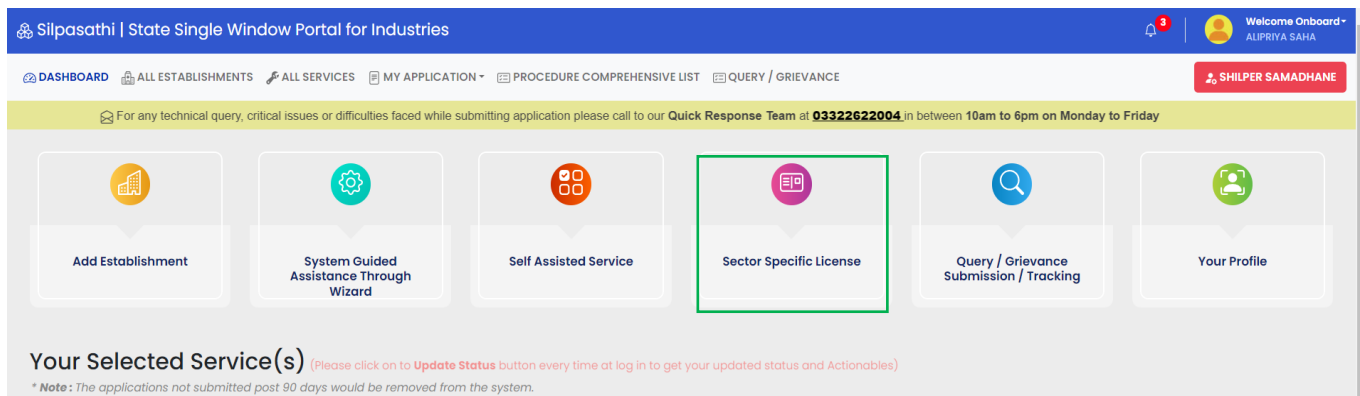 Silpasathi | State Single Window Portal for Industries
3
Welcome Onboard
ALIPRIYA SAHA
DASHBOARD ALL ESTABLISHMENTS ALL SERVICES MY APPLICATION PROCEDURE COMPREHENSIVE LIST QUERY / GRIEVANCE
SHILPER SAMADHANE
For any technical query, critical issues or difficulties faced while submitting application please call to our Quick Response Team at 03322622004 in between 10am to 6pm on Monday to Friday
Add Establishment
System Guided
Assistance Through
Wizard
Self Assisted Service
Sector Specific License
Query / Grievance
Submission / Tracking
Your Profile
Your Selected Service(s) (Please click on to Update Status button every time at log in to get your updated status and Actionables)
* Note : The applications not submitted post 90 days would be removed from the system.